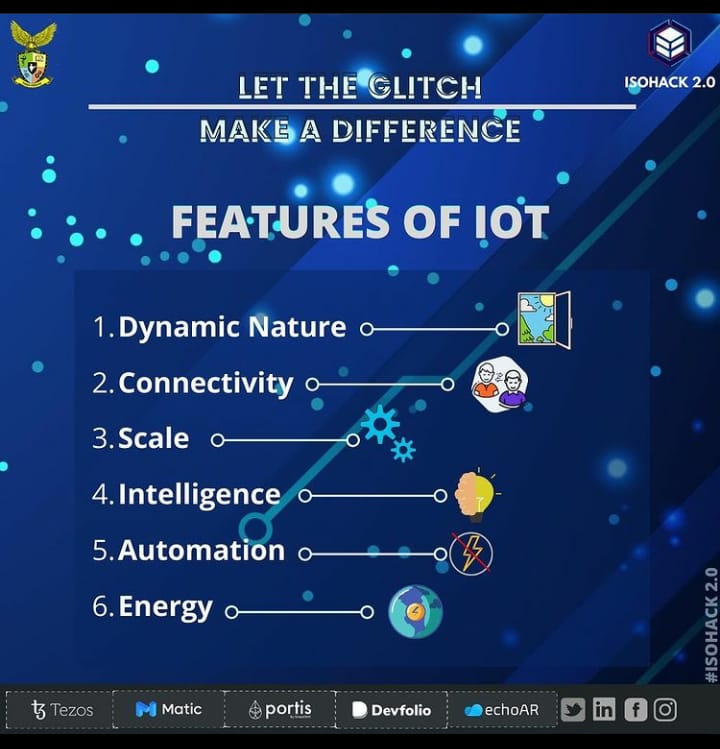 ISOHACK 2.0
LET THE GLITCH
MAKE A DIFFERENCE
FEATURES OF IOT
1. Dynamic Nature
2. Connectivity
3. Scale
4. Intelligence
5. Automation
6. Energy
#ISOHACK 2.0
Tezos
Matic
portis
Devfolio
echoAR